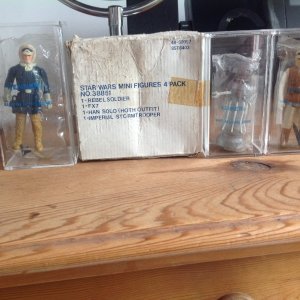 STAR WARS MINI FIGURES 4 PACK
NO. 38851
1-REBEL SOLDIER
1-FX7
1-HAN SOLO (HOTH OUTFIT)
1-IMPERIAL STORMTROOPER